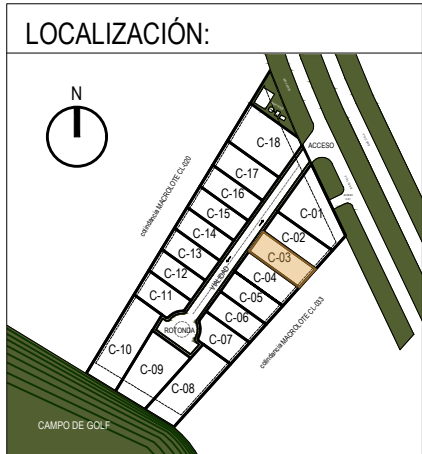 LOCALIZACIÓN:
N
ACCESO
colindancia MACROLOTE CL-020
C-18
C-17
C-16
C-15
C-14
C-13
C-12
C-11
C-10
C-01
C-02
C-03
C-04
C-05
C-06
C-07
C-08
C-09
VIALIDAD
ROTONDA
colindancia MACROLOTE CL-033
CAMPO DE GOLF